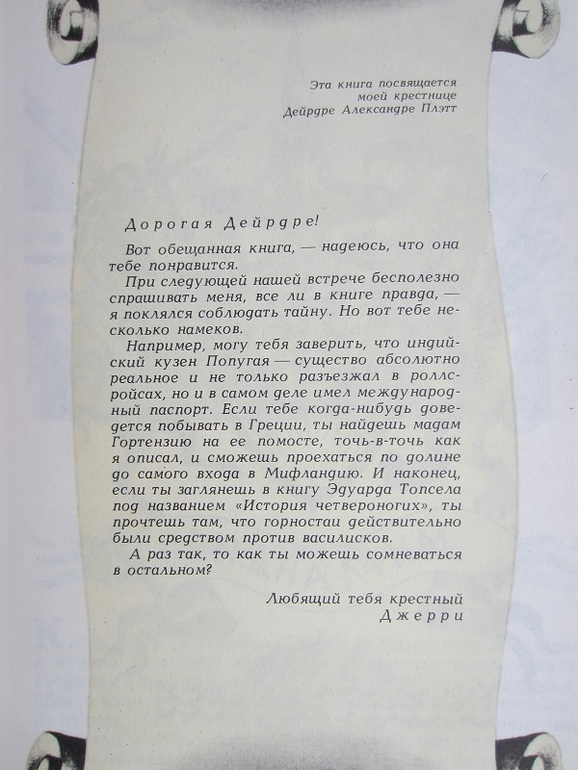 Эта книга посвящается
моей крестнице
Дейрдре Александре Плэтт
Дорогая Дейрдре!
Вот обещанная книга, — надеюсь, что она
тебе понравится.
При следующей нашей встрече бесполезно
спрашивать меня, все ли в книге правда, —
я поклялся соблюдать тайну. Но вот тебе не-
сколько намеков.
Например, могу тебя заверить, что индий-
ский кузен Попугая — существо абсолютно
реальное и не только разъезжал в роллс-
ройсах, но и в самом деле имел международ-
ный паспорт. Если тебе когда-нибудь дове-
дется побывать в Греции, ты найдешь мадам
Гортензию на ее помосте, точь-в-точь как
я описал, и сможешь проехаться по долине
до самого входа в Мифландию. И наконец,
если ты заглянешь в книгу Эдуарда Топсела
под названием «История четвероногих», ты
прочтешь там, что горностаи действительно
были средством против василисков.
А раз так, то как ты можешь сомневаться
в остальном?
Любящий тебя крестный
Джерри